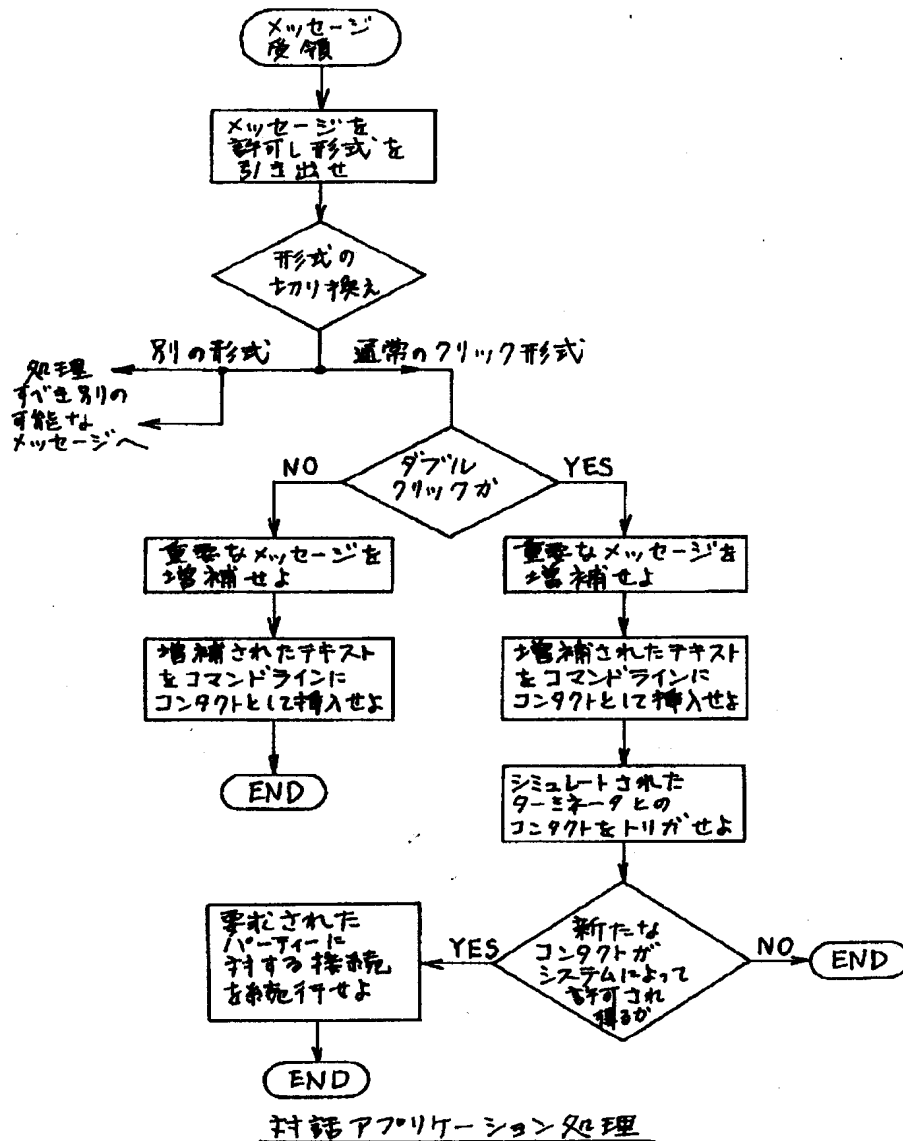 メッセージ
受領
メッセージを
許可し形式を
引き出せ
形式の
切り換え
別の形式
通常のクリック形式
処理
すべき別の
可能な
メッセージへ
NO
ダブル
クリックか
YES
重要なメッセージを
増補せよ
重要なメッセージを
増補せよ
増補されたテキスト
をコマンドラインに
コンタクトとして挿入せよ
増補されたテキスト
をコマンドラインに
コンタクトとして挿入せよ
END
シミュレートされた
ターミネータとの
コンタクトをトリガせよ
要求された
パーティーに
対する接続
を続行せよ
YES
新たな
コンタクトが
システムによって
許可され
得るか
NO
END
END
対話アプリケーション処理